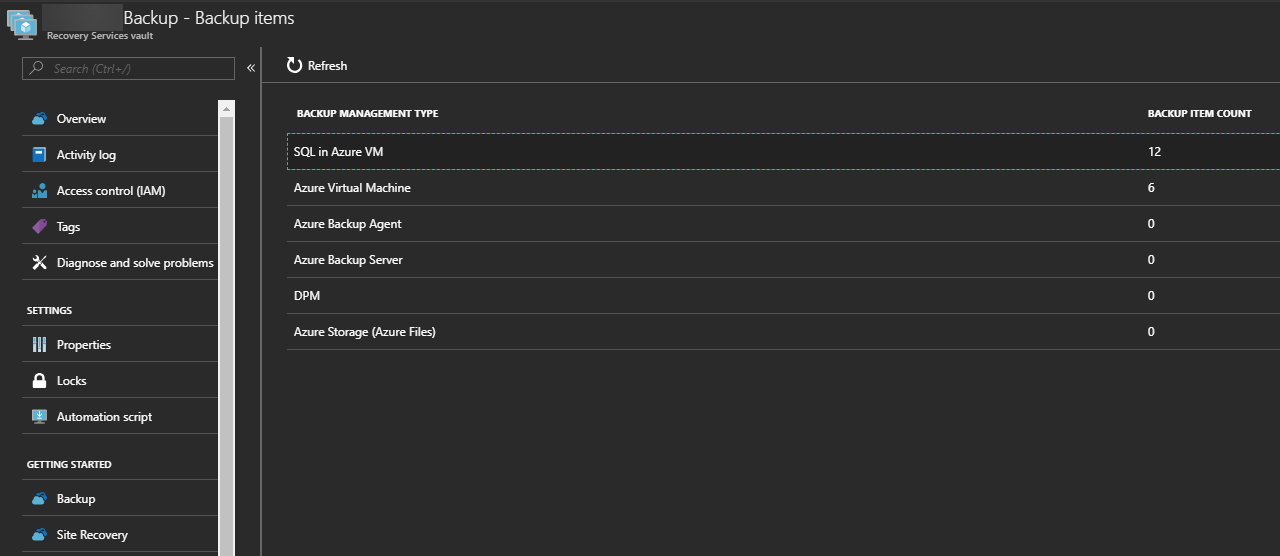 Backup - Backup items
Recovery Services vault
Search (Ctrl+/)
«
Refresh
Overview
Activity log
Access control (IAM)
Tags
Diagnose and solve problems
SETTINGS
Properties
Locks
Automation script
GETTING STARTED
Backup
Site Recovery
BACKUP MANAGEMENT TYPE BACKUP ITEM COUNT
SQL in Azure VM 12
Azure Virtual Machine 6
Azure Backup Agent 0
Azure Backup Server 0
DPM 0
Azure Storage (Azure Files) 0